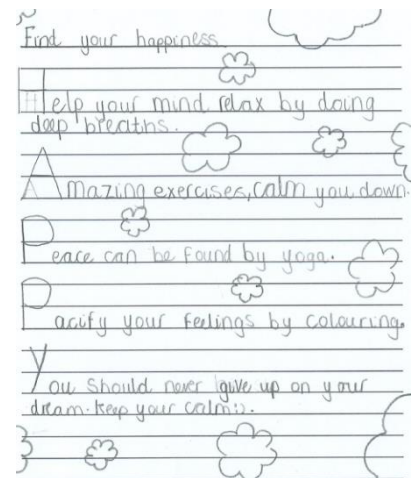 Find your happiness
Help your mind relax by doing
deep breaths.
Amazing exercises, calm you down.
Peace can be found by yoga.
Pacify your feelings by colouring.
You should never give up on your
dream. Keep your calm:).